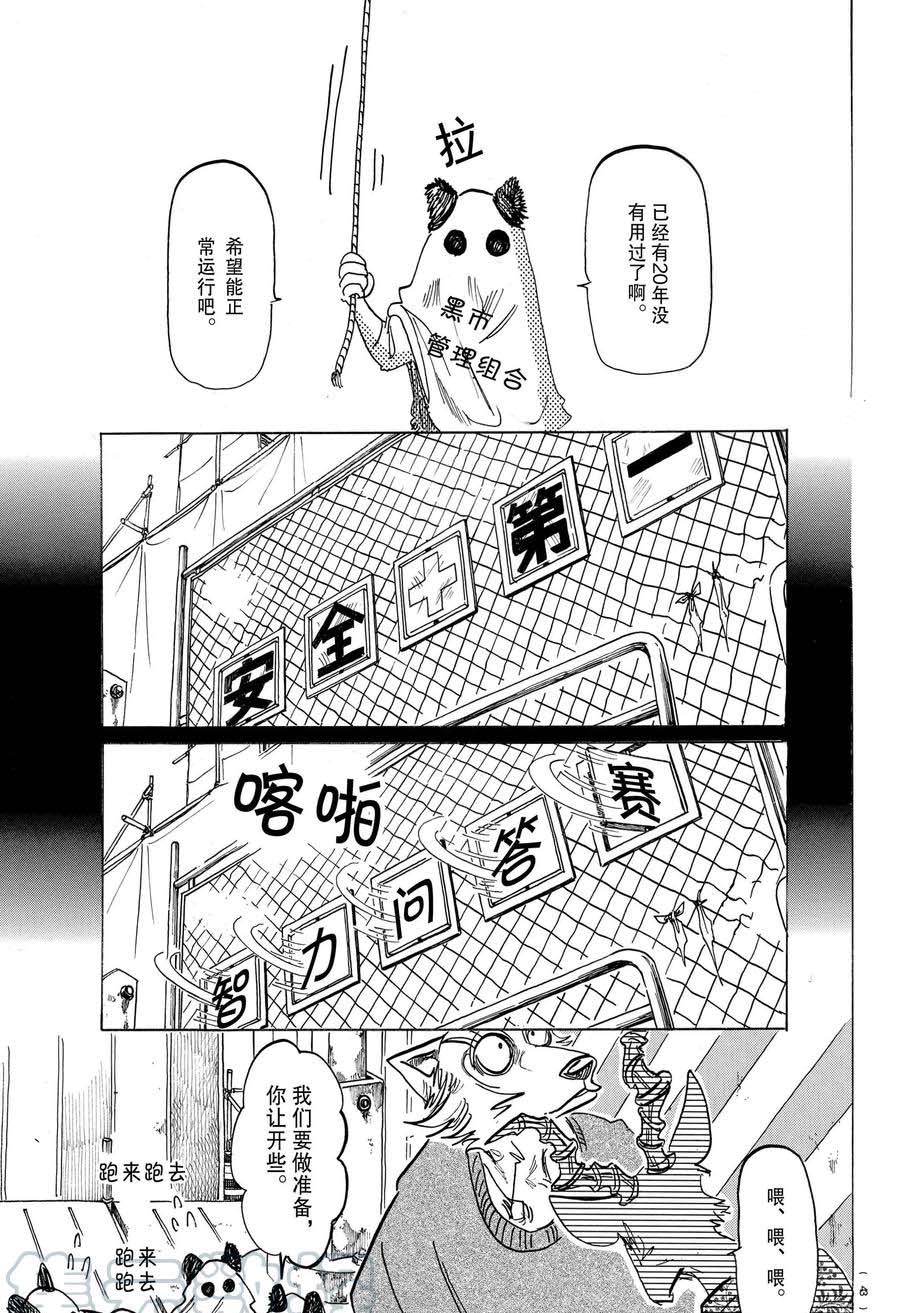 拉
已经有20年没
有用过了啊。
希望能正
常运行吧。
黑市
管理组合
安全十第一
喀啪
智力问答赛
喂、喂、喂。
我们要做准备，
你让开些。
跑来跑去
跑来
跑去